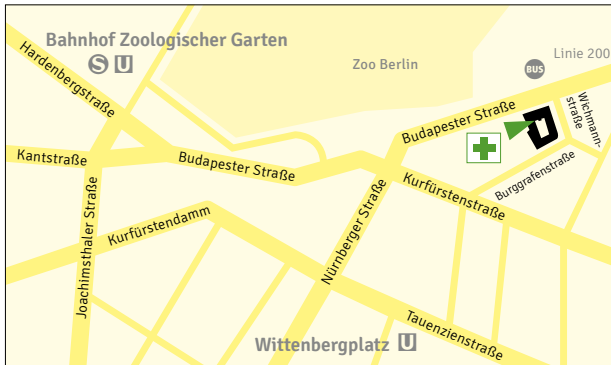 Bahnhof Zoologischer Garten
S U
Hardenbergstraße
Zoo Berlin
BUS
Linie 200
Budapester Straße
Wichmann-
straße
Kantstraße
Budapester Straße
Burggrafenstraße
Kurfürstenstraße
Joachimsthaler Straße
Kurfürstendamm
Nürnberger Straße
Tauenzienstraße
Wittenbergplatz U